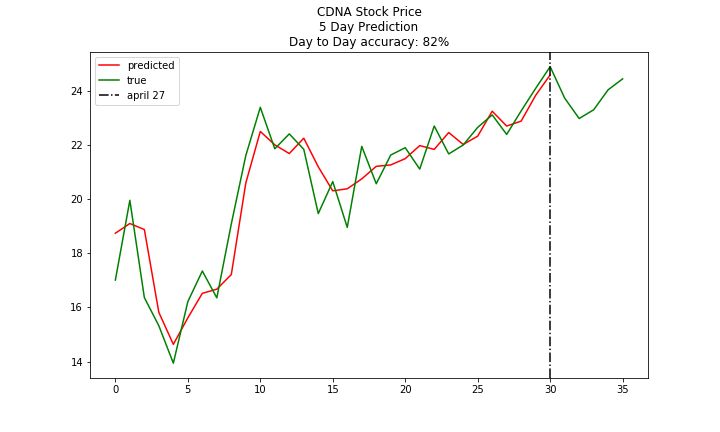 CDNA Stock Price
5 Day Prediction
Day to Day accuracy: 82%
predicted
true
april 27
24
22
20
18
16
14
0 5 10 15 20 25 30 35